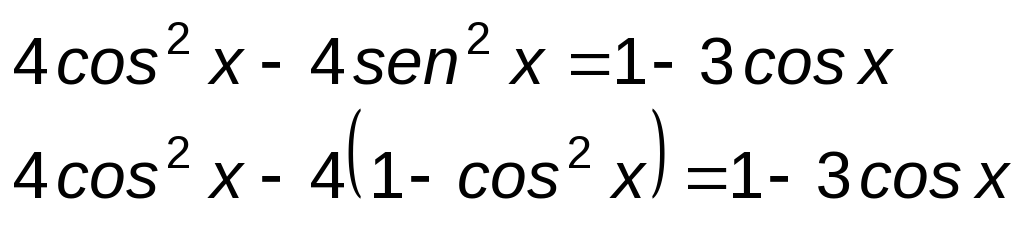 4cos² x - 4sen² x =1- 3cos x
4cos² x - 4(1- cos² x) =1- 3cos x